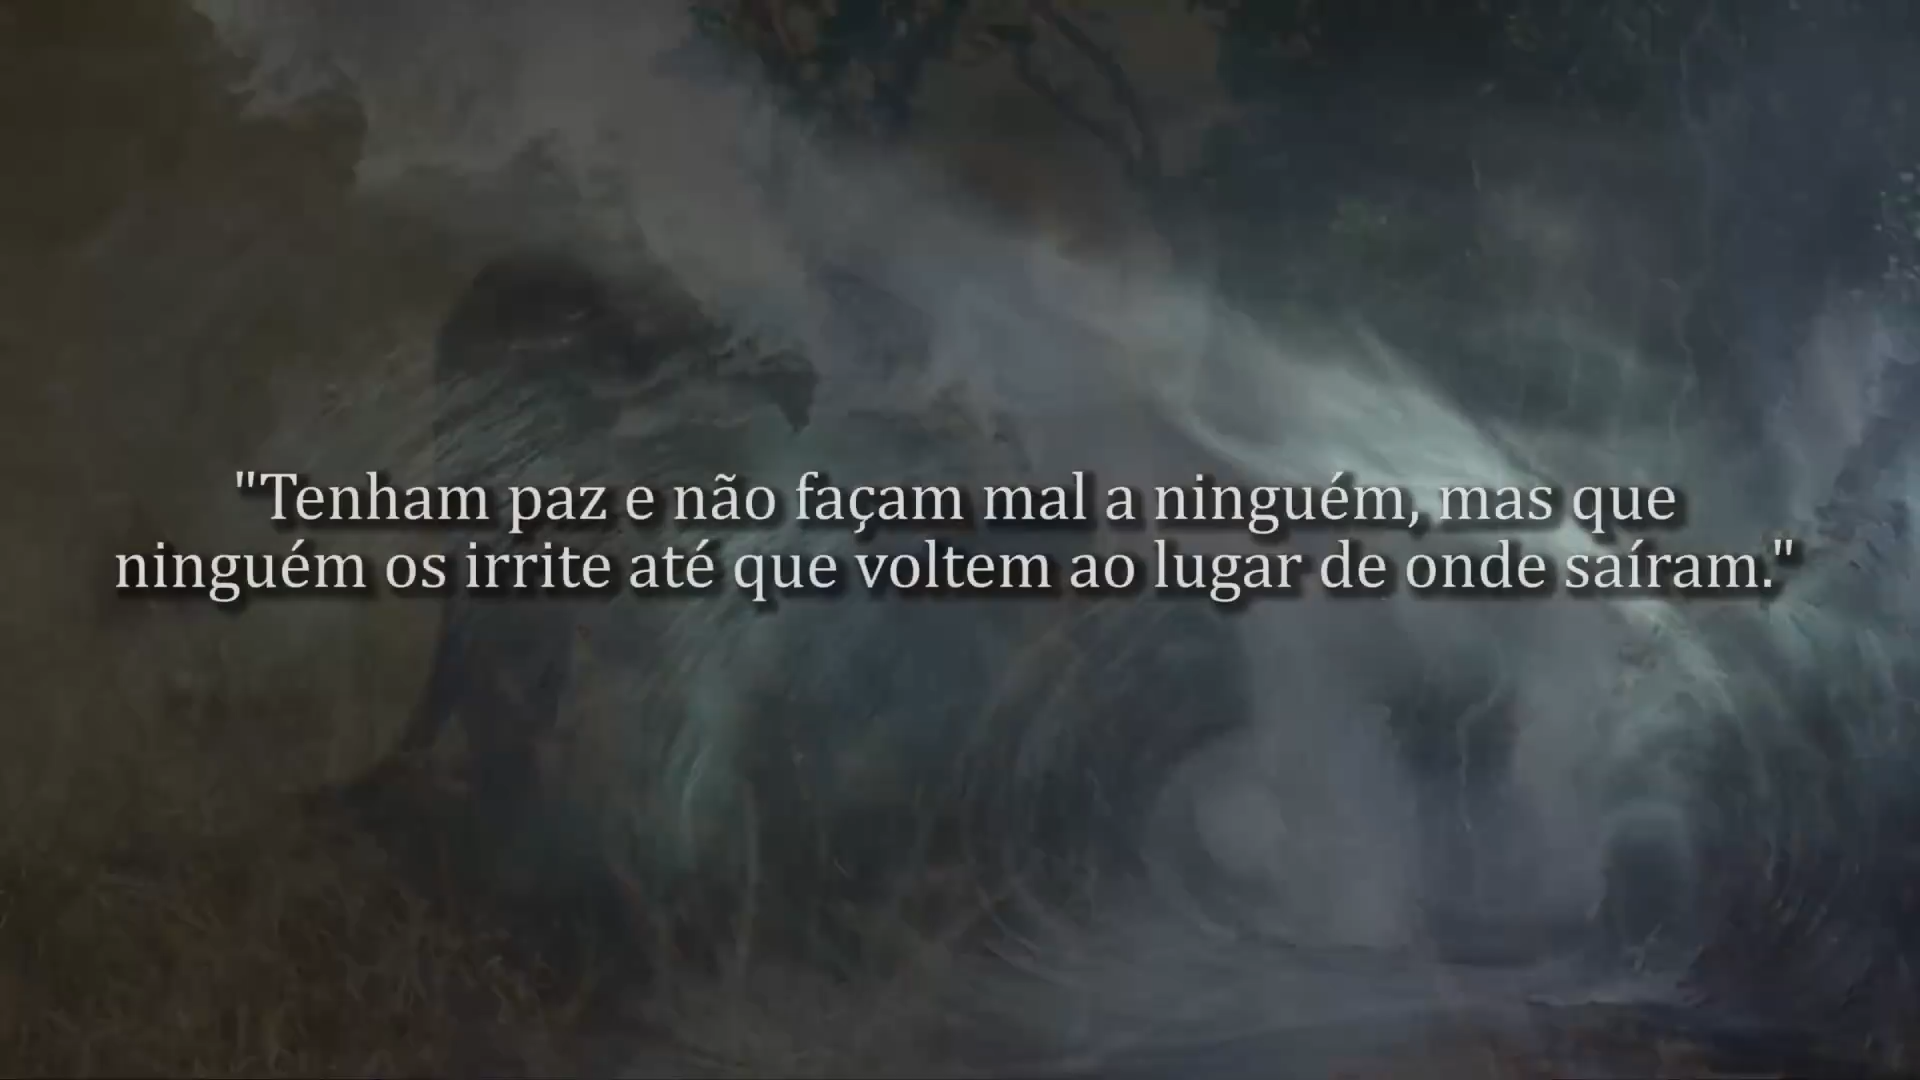 "Tenham paz e não façam mal a ninguém, mas que
ninguém os irrite até que voltem ao lugar de onde saíram."